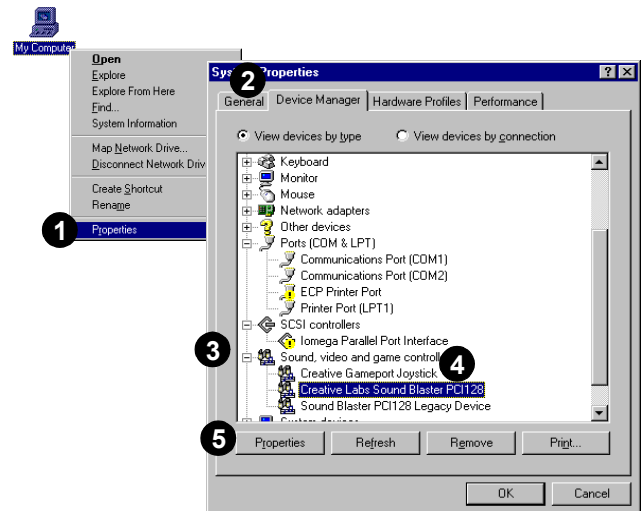 My Computer
Open
Explore
Explore From Here
Find...
System Information
Map Network Drive...
Disconnect Network Driv
Create Shortcut
Rename
1
Properties
2
Properties
General
Device Manager
Hardware Profiles
Performance
View devices by type
View devices by connection
Keyboard
Monitor
Mouse
Network adapters
Other devices
Ports (COM & LPT)
Communications Port (COM1)
Communications Port (COM2)
ECP Printer Port
Printer Port (LPT1)
SCSI controllers
Iomega Parallel Port Interface
3
Sound, video and game controll
4
Creative Gameport Joystick
Creative Labs Sound Blaster PCI128
Sound Blaster PCI128 Legacy Device
5
Properties
Refresh
Remove
Print...
OK
Cancel